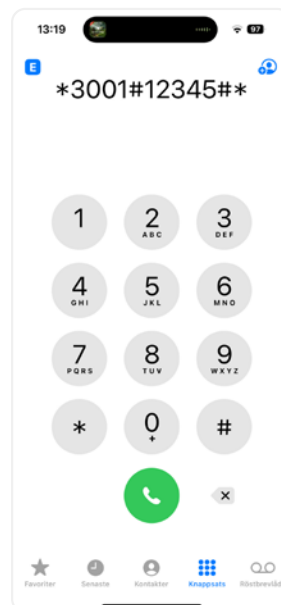 13:19
97
E
*3001#12345#*
1
2
ABC
3
DEF
4
GHI
5
JKL
6
MNO
7
PQRS
8
TUV
9
WXYZ
*
0
+
#
Favoriter
Senaste
Kontakter
Knappsats
Röstbrevlåd